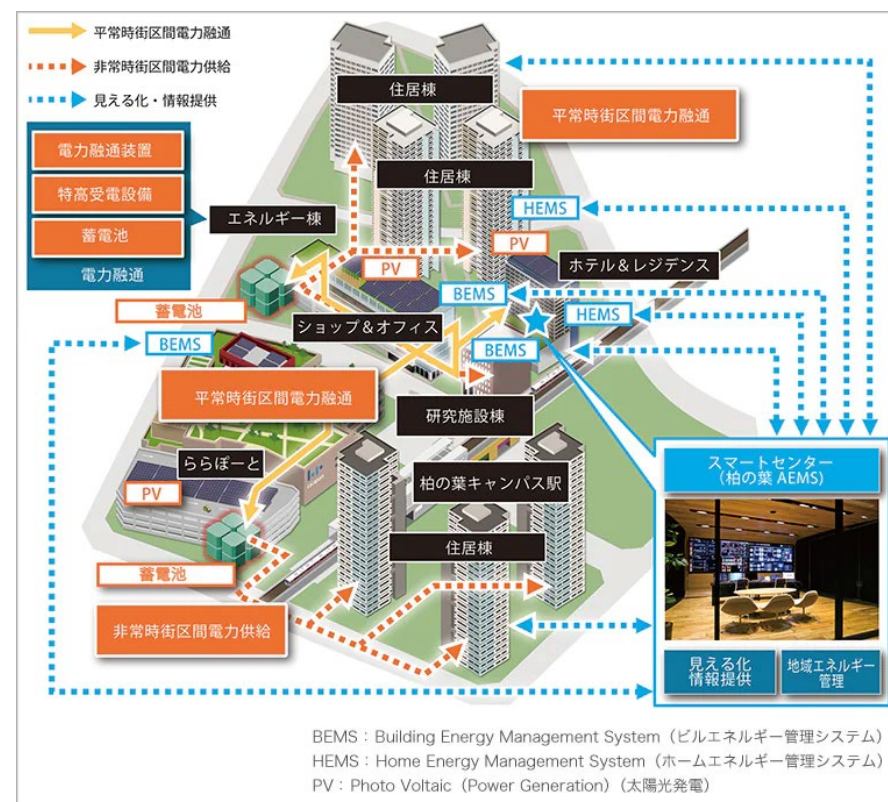 平常時街区間電力融通
非常時街区間電力供給
見える化・情報提供
電力融通装置
特高受電設備
蓄電池
電力融通
住居棟
平常時街区間電力融通
住居棟
エネルギー棟
HEMS
PV
PV
ホテル＆レジデンス
BEMS
蓄電池
ショップ＆オフィス
HEMS
BEMS
BEMS
平常時街区間電力融通
研究施設棟
ららぽーと
柏の葉キャンパス駅
PV
住居棟
蓄電池
非常時街区間電力供給
スマートセンター
（柏の葉 AEMS)
見える化
情報提供
地域エネルギー
管理
BEMS：Building Energy Management System（ビルエネルギー管理システム）
HEMS：Home Energy Management System（ホームエネルギー管理システム）
PV：Photo Voltaic（Power Generation）（太陽光発電）